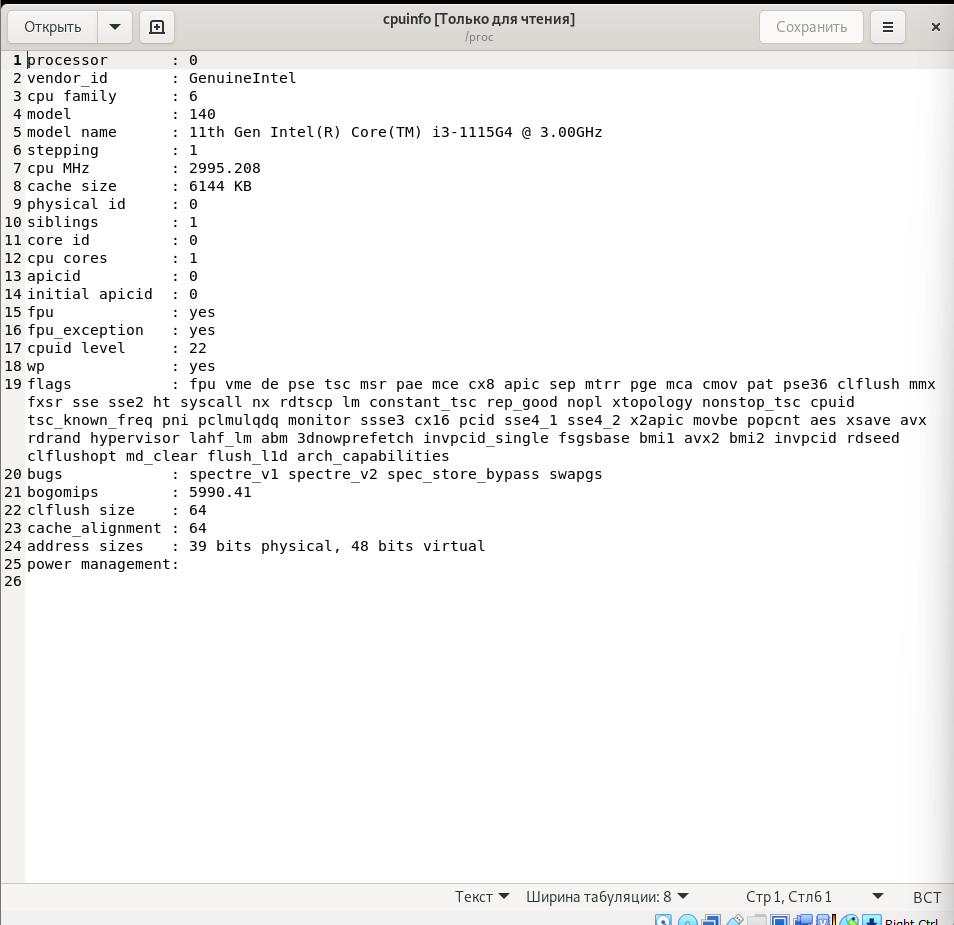 Открыть
cpuinfo [Только для чтения]
/proc
Сохранить
1 processor : 0
2 vendor_id : GenuineIntel
3 cpu family : 6
4 model : 140
5 model name : 11th Gen Intel(R) Core(TM) i3-1115G4 @ 3.00GHz
6 stepping : 1
7 cpu MHz : 2995.208
8 cache size : 6144 KB
9 physical id : 0
10 siblings : 1
11 core id : 0
12 cpu cores : 1
13 apicid : 0
14 initial apicid : 0
15 fpu : yes
16 fpu_exception : yes
17 cpuid level : 22
18 wp : yes
19 flags : fpu vme de pse tsc msr pae mce cx8 apic sep mtrr pge mca cmov pat pse36 clflush mmx
fxsr sse sse2 ht syscall nx rdtscp lm constant_tsc rep_good nopl xtopology nonstop_tsc cpuid
tsc_known_freq pni pclmulqdq monitor ssse3 cx16 pcid sse4_1 sse4_2 x2apic movbe popcnt aes xsave avx
rdrand hypervisor lahf_lm abm 3dnowprefetch invpcid_single fsgsbase bmi1 avx2 bmi2 invpcid rdseed
clflushopt md_clear flush_l1d arch_capabilities
20 bugs : spectre_v1 spectre_v2 spec_store_bypass swapgs
21 bogomips : 5990.41
22 clflush size : 64
23 cache_alignment : 64
24 address sizes : 39 bits physical, 48 bits virtual
25 power management:
26
Текст Ширина табуляции: 8 Стр 1, Стлб 1 ВСТ
Right Ctrl